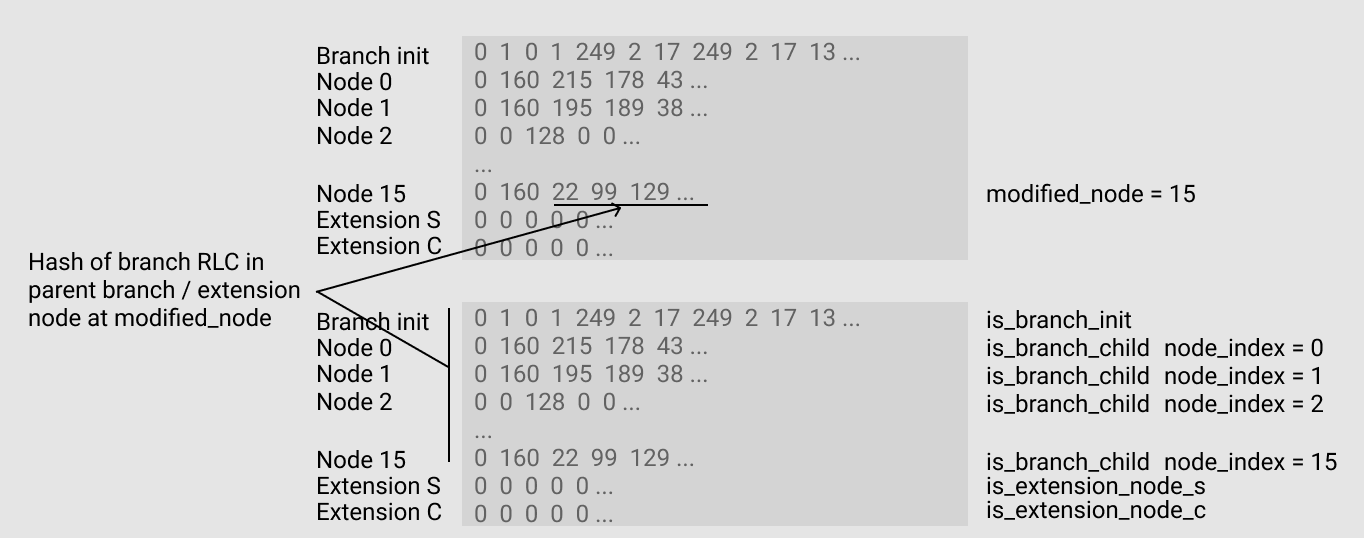 Branch init 0 1 0 1 249 2 17 249 2 17 13 ...
Node 0 0 160 215 178 43 ...
Node 1 0 160 195 189 38 ...
Node 2 0 0 128 0 0 ...
...
Node 15 0 160 22 99 129 ... modified_node = 15
Extension S 0 0 0 0 0 ...
Extension C 0 0 0 0 0 ...
Hash of branch RLC in
parent branch / extension
node at modified_node
Branch init 0 1 0 1 249 2 17 249 2 17 13 ... is_branch_init
Node 0 0 160 215 178 43 ... is_branch_child node_index = 0
Node 1 0 160 195 189 38 ... is_branch_child node_index = 1
Node 2 0 0 128 0 0 ... is_branch_child node_index = 2
...
Node 15 0 160 22 99 129 ... is_branch_child node_index = 15
Extension S 0 0 0 0 0 ... is_extension_node_s
Extension C 0 0 0 0 0 ... is_extension_node_c